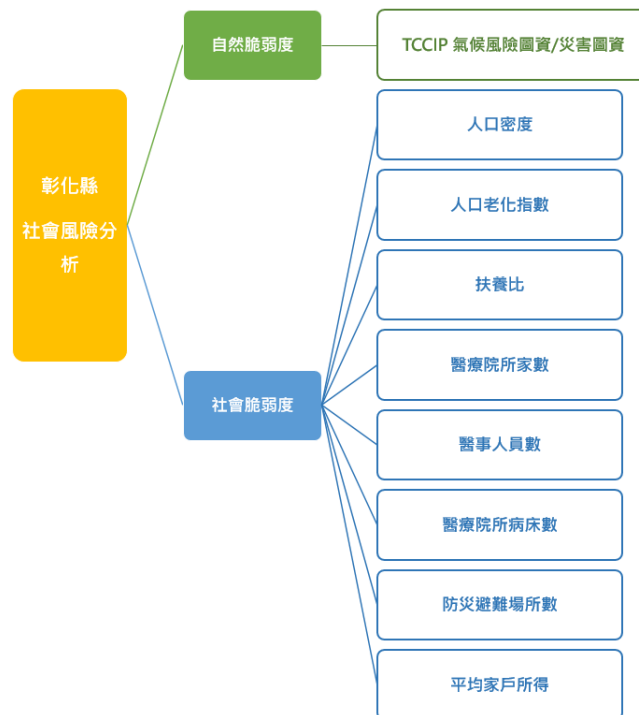 彰化縣
社會風險分
析
自然脆弱度
TCCIP 氣候風險圖資/災害圖資
社會脆弱度
人口密度
人口老化指數
扶養比
醫療院所家數
醫事人員數
醫療院所病床數
防災避難場所數
平均家戶所得